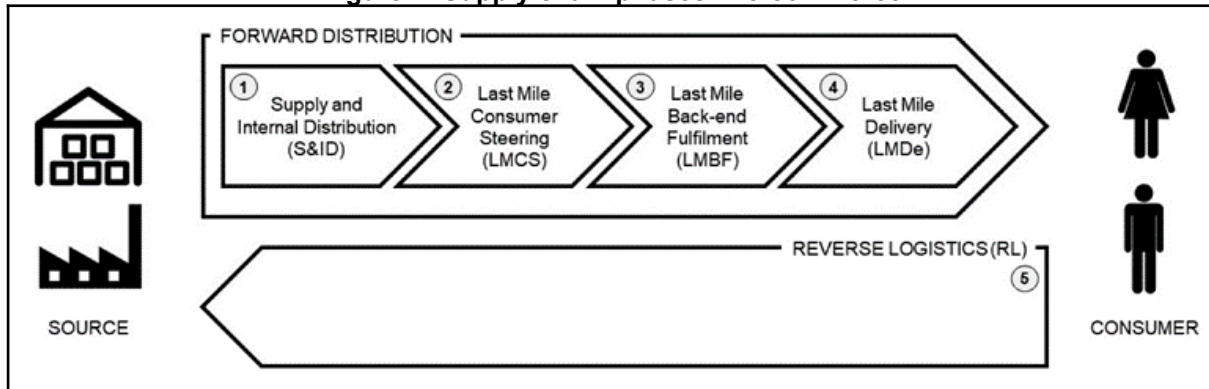 FORWARD DISTRIBUTION
1
Supply and
Internal Distribution
(S&ID)
2
Last Mile
Consumer
Steering
(LMCS)
3
Last Mile
Back-end
Fulfilment
(LMBF)
4
Last Mile
Delivery
(LMDe)
REVERSE LOGISTICS (RL)
5
SOURCE
CONSUMER